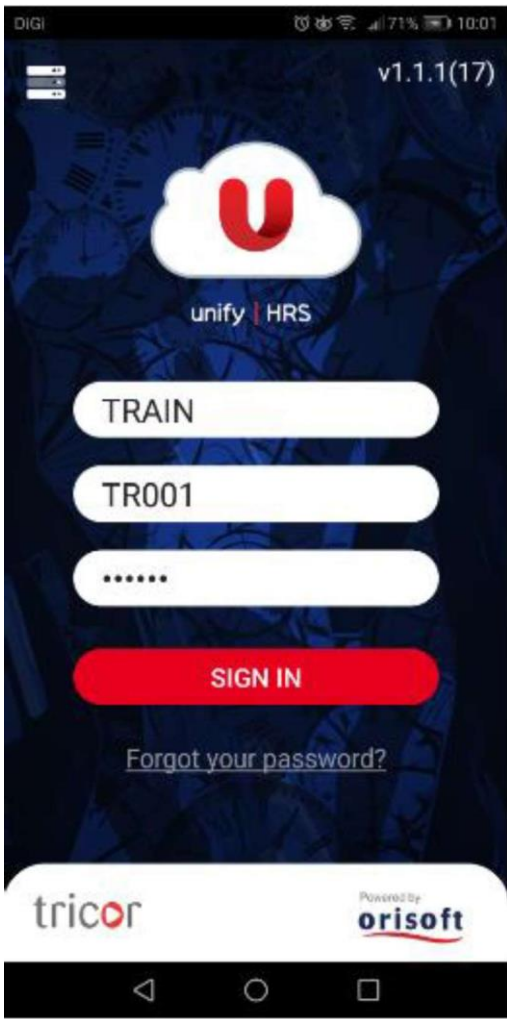 DIGI 71% 10:01
v1.1.1(17)
U
unify | HRS
TRAIN
TR001
••••••
SIGN IN
Forgot your password?
tricor
Powered by
orisoft